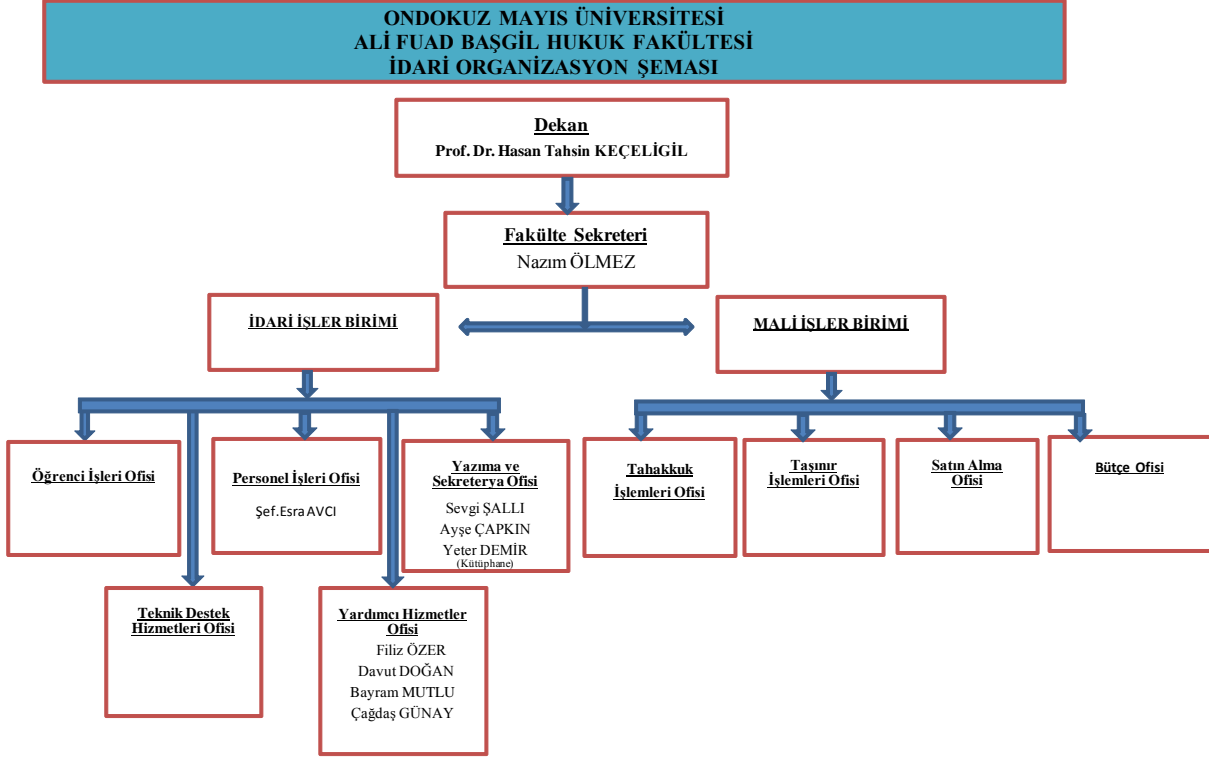 ONDOKUZ MAYIS ÜNİVERSİTESİ
ALİ FUAD BAŞGİL HUKUK FAKÜLTESİ
İDARİ ORGANİZASYON ŞEMASI
Dekan
Prof. Dr. Hasan Tahsin KEÇELİGİL
Fakülte Sekreteri
Nazım ÖLMEZ
İDARİ İŞLER BİRİMİ
MALİ İŞLER BİRİMİ
Öğrenci İşleri Ofisi
Personel İşleri Ofisi
Şef.Esra AVCI
Yazıma ve
Sekreterya Ofisi
Sevgi ŞALLI
Ayşe ÇAPKIN
Yeter DEMİR
(Kütüphane)
Tahakkuk
İşlemleri Ofisi
Taşınır
İşlemleri Ofisi
Satın Alma
Ofisi
Bütçe Ofisi
Teknik Destek
Hizmetleri Ofisi
Yardımcı Hizmetler
Ofisi
Filiz ÖZER
Davut DOĞAN
Bayram MUTLU
Çağdaş GÜNAY